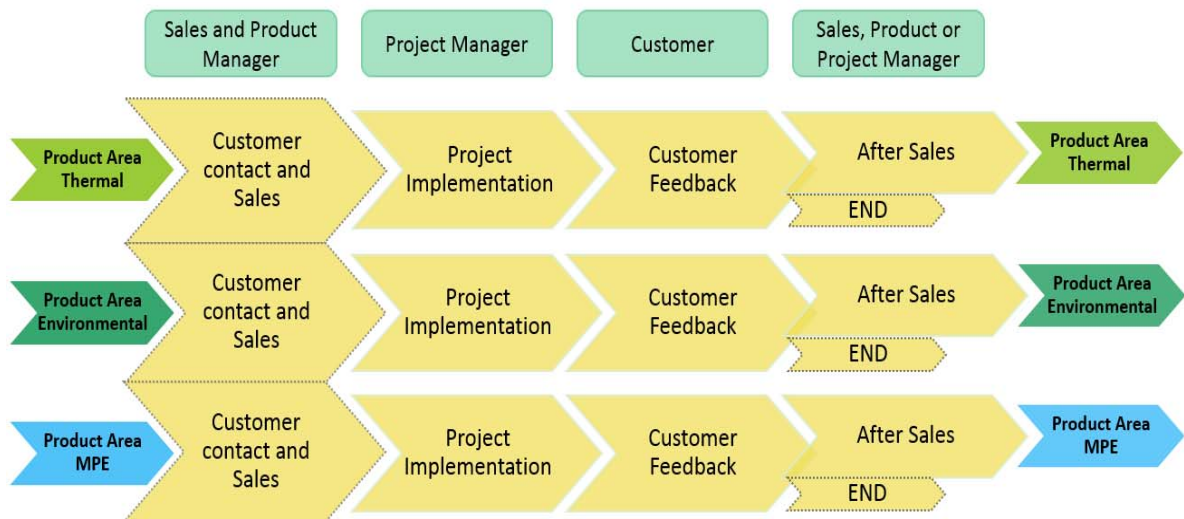 Sales and Product
Manager
Project Manager
Customer
Sales, Product or
Project Manager
Product Area
Thermal
Customer
contact and
Sales
Project
Implementation
Customer
Feedback
After Sales
END
Product Area
Thermal
Product Area
Environmental
Customer
contact and
Sales
Project
Implementation
Customer
Feedback
After Sales
END
Product Area
Environmental
Product Area
MPE
Customer
contact and
Sales
Project
Implementation
Customer
Feedback
After Sales
END
Product Area
MPE